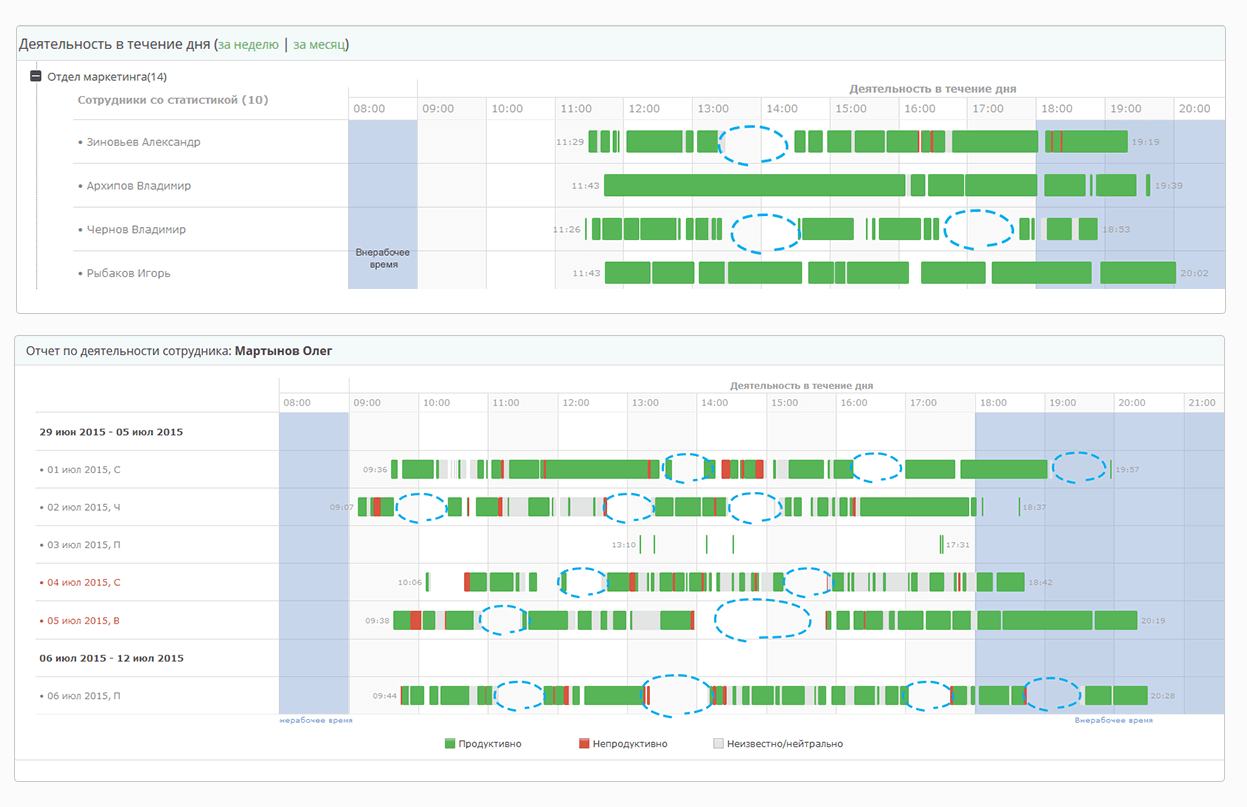 Деятельность в течение дня (за неделю | за месяц)
Отдел маркетинга(14)
Деятельность в течение дня
Сотрудники со статистикой (10)
08:00 09:00 10:00 11:00 12:00 13:00 14:00 15:00 16:00 17:00 18:00 19:00 20:00
• Зиновьев Александр 11:29 19:19
• Архипов Владимир 11:43 19:39
• Чернов Владимир 11:26 18:53
Внерабочее
время
• Рыбаков Игорь 11:43 20:02
Отчет по деятельности сотрудника: Мартынов Олег
Деятельность в течение дня
08:00 09:00 10:00 11:00 12:00 13:00 14:00 15:00 16:00 17:00 18:00 19:00 20:00 21:00
29 июн 2015 - 05 июл 2015
• 01 июл 2015, С 09:36 19:57
• 02 июл 2015, Ч 09:07 18:37
• 03 июл 2015, П 13:10 17:31
• 04 июл 2015, С 10:06 18:42
• 05 июл 2015, В 09:38 20:19
06 июл 2015 - 12 июл 2015
• 06 июл 2015, П 09:44 20:28
нерабочее время Внерабочее время
Продуктивно Непродуктивно Неизвестно/нейтрально